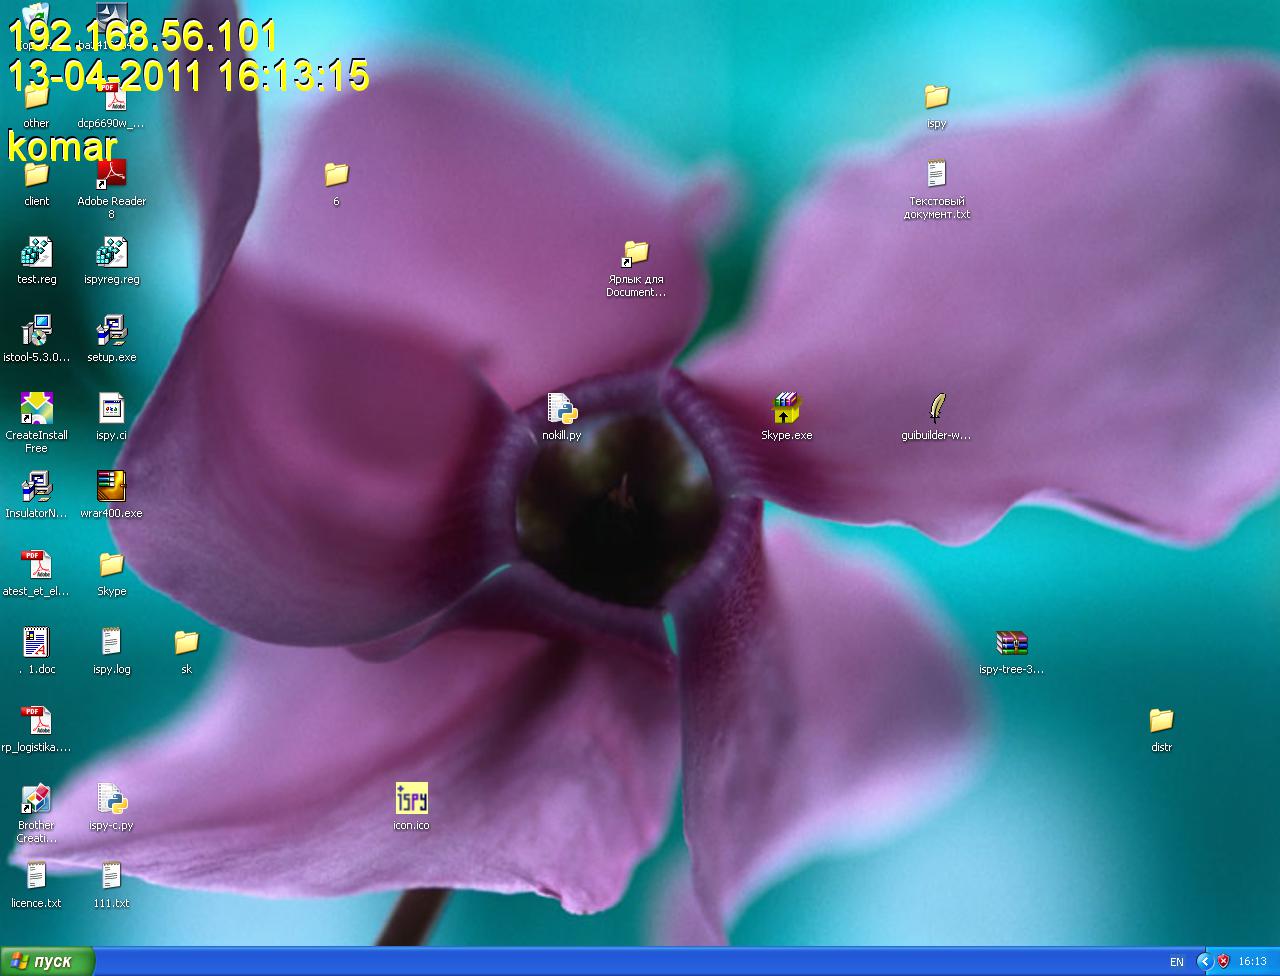 192.168.56.101
13-04-2011 16:13:15
komar
other
dcp6690w_...
ispy
client
Adobe Reader
8
6
Текстовый
документ.txt
test.reg
ispyreg.reg
Ярлык для
Document...
istool-5.3.0...
setup.exe
CreateInstall
Free
ispy.ci
nokill.py
Skype.exe
guibuilder-w...
InsulatorN...
wrar400.exe
atest_et_el...
Skype
. 1.doc
ispy.log
sk
ispy-tree-3...
rp_logistika....
distr
Brother
Creati...
ispy-c.py
ispy
icon.ico
licence.txt
111.txt
пуск
EN
16:13